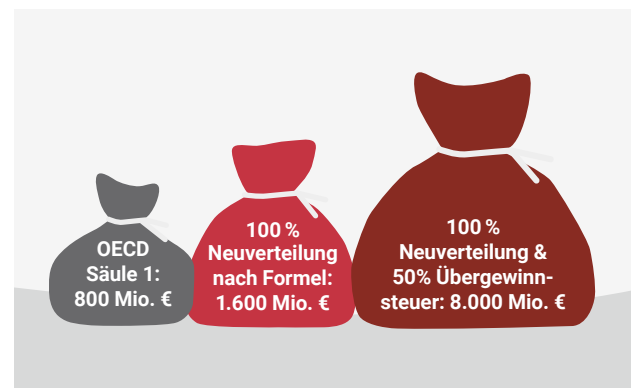 OECD
Säule 1:
800 Mio. €
100 %
Neuverteilung
nach Formel:
1.600 Mio. €
100 %
Neuverteilung &
50% Übergewinn-
steuer: 8.000 Mio. €